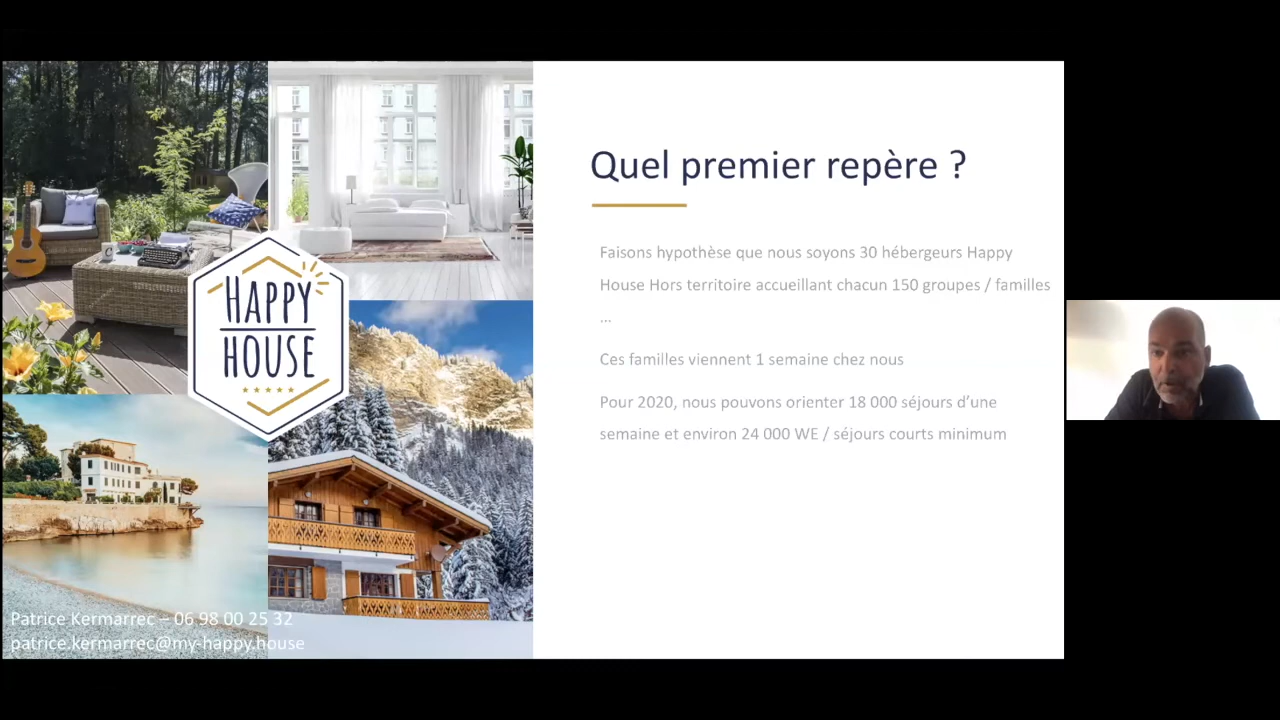 Quel premier repère ?
Faisons hypothèse que nous soyons 30 hébergeurs Happy
House Hors territoire accueillant chacun 150 groupes / familles
...
Ces familles viennent 1 semaine chez nous
Pour 2020, nous pouvons orienter 18 000 séjours d’une
semaine et environ 24 000 WE / séjours courts minimum
HAPPY
HOUSE
Patrice Kermarrec – 06 98 00 25 32
patrice.kermarrec@my-happy.house